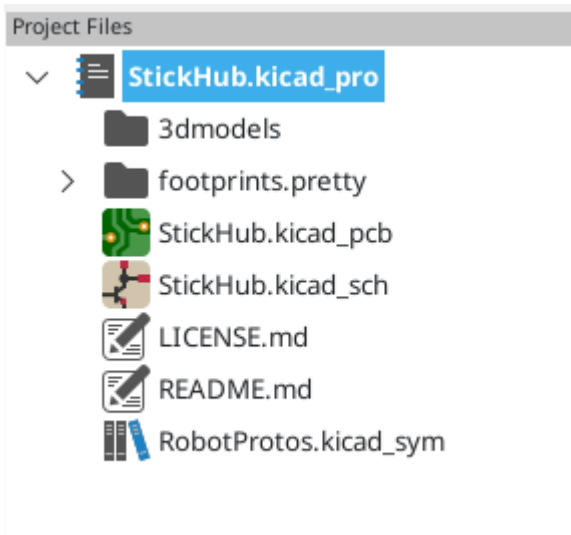 Project Files
StickHub.kicad_pro
3dmodels
footprints.pretty
StickHub.kicad_pcb
StickHub.kicad_sch
LICENSE.md
README.md
RobotProtos.kicad_sym